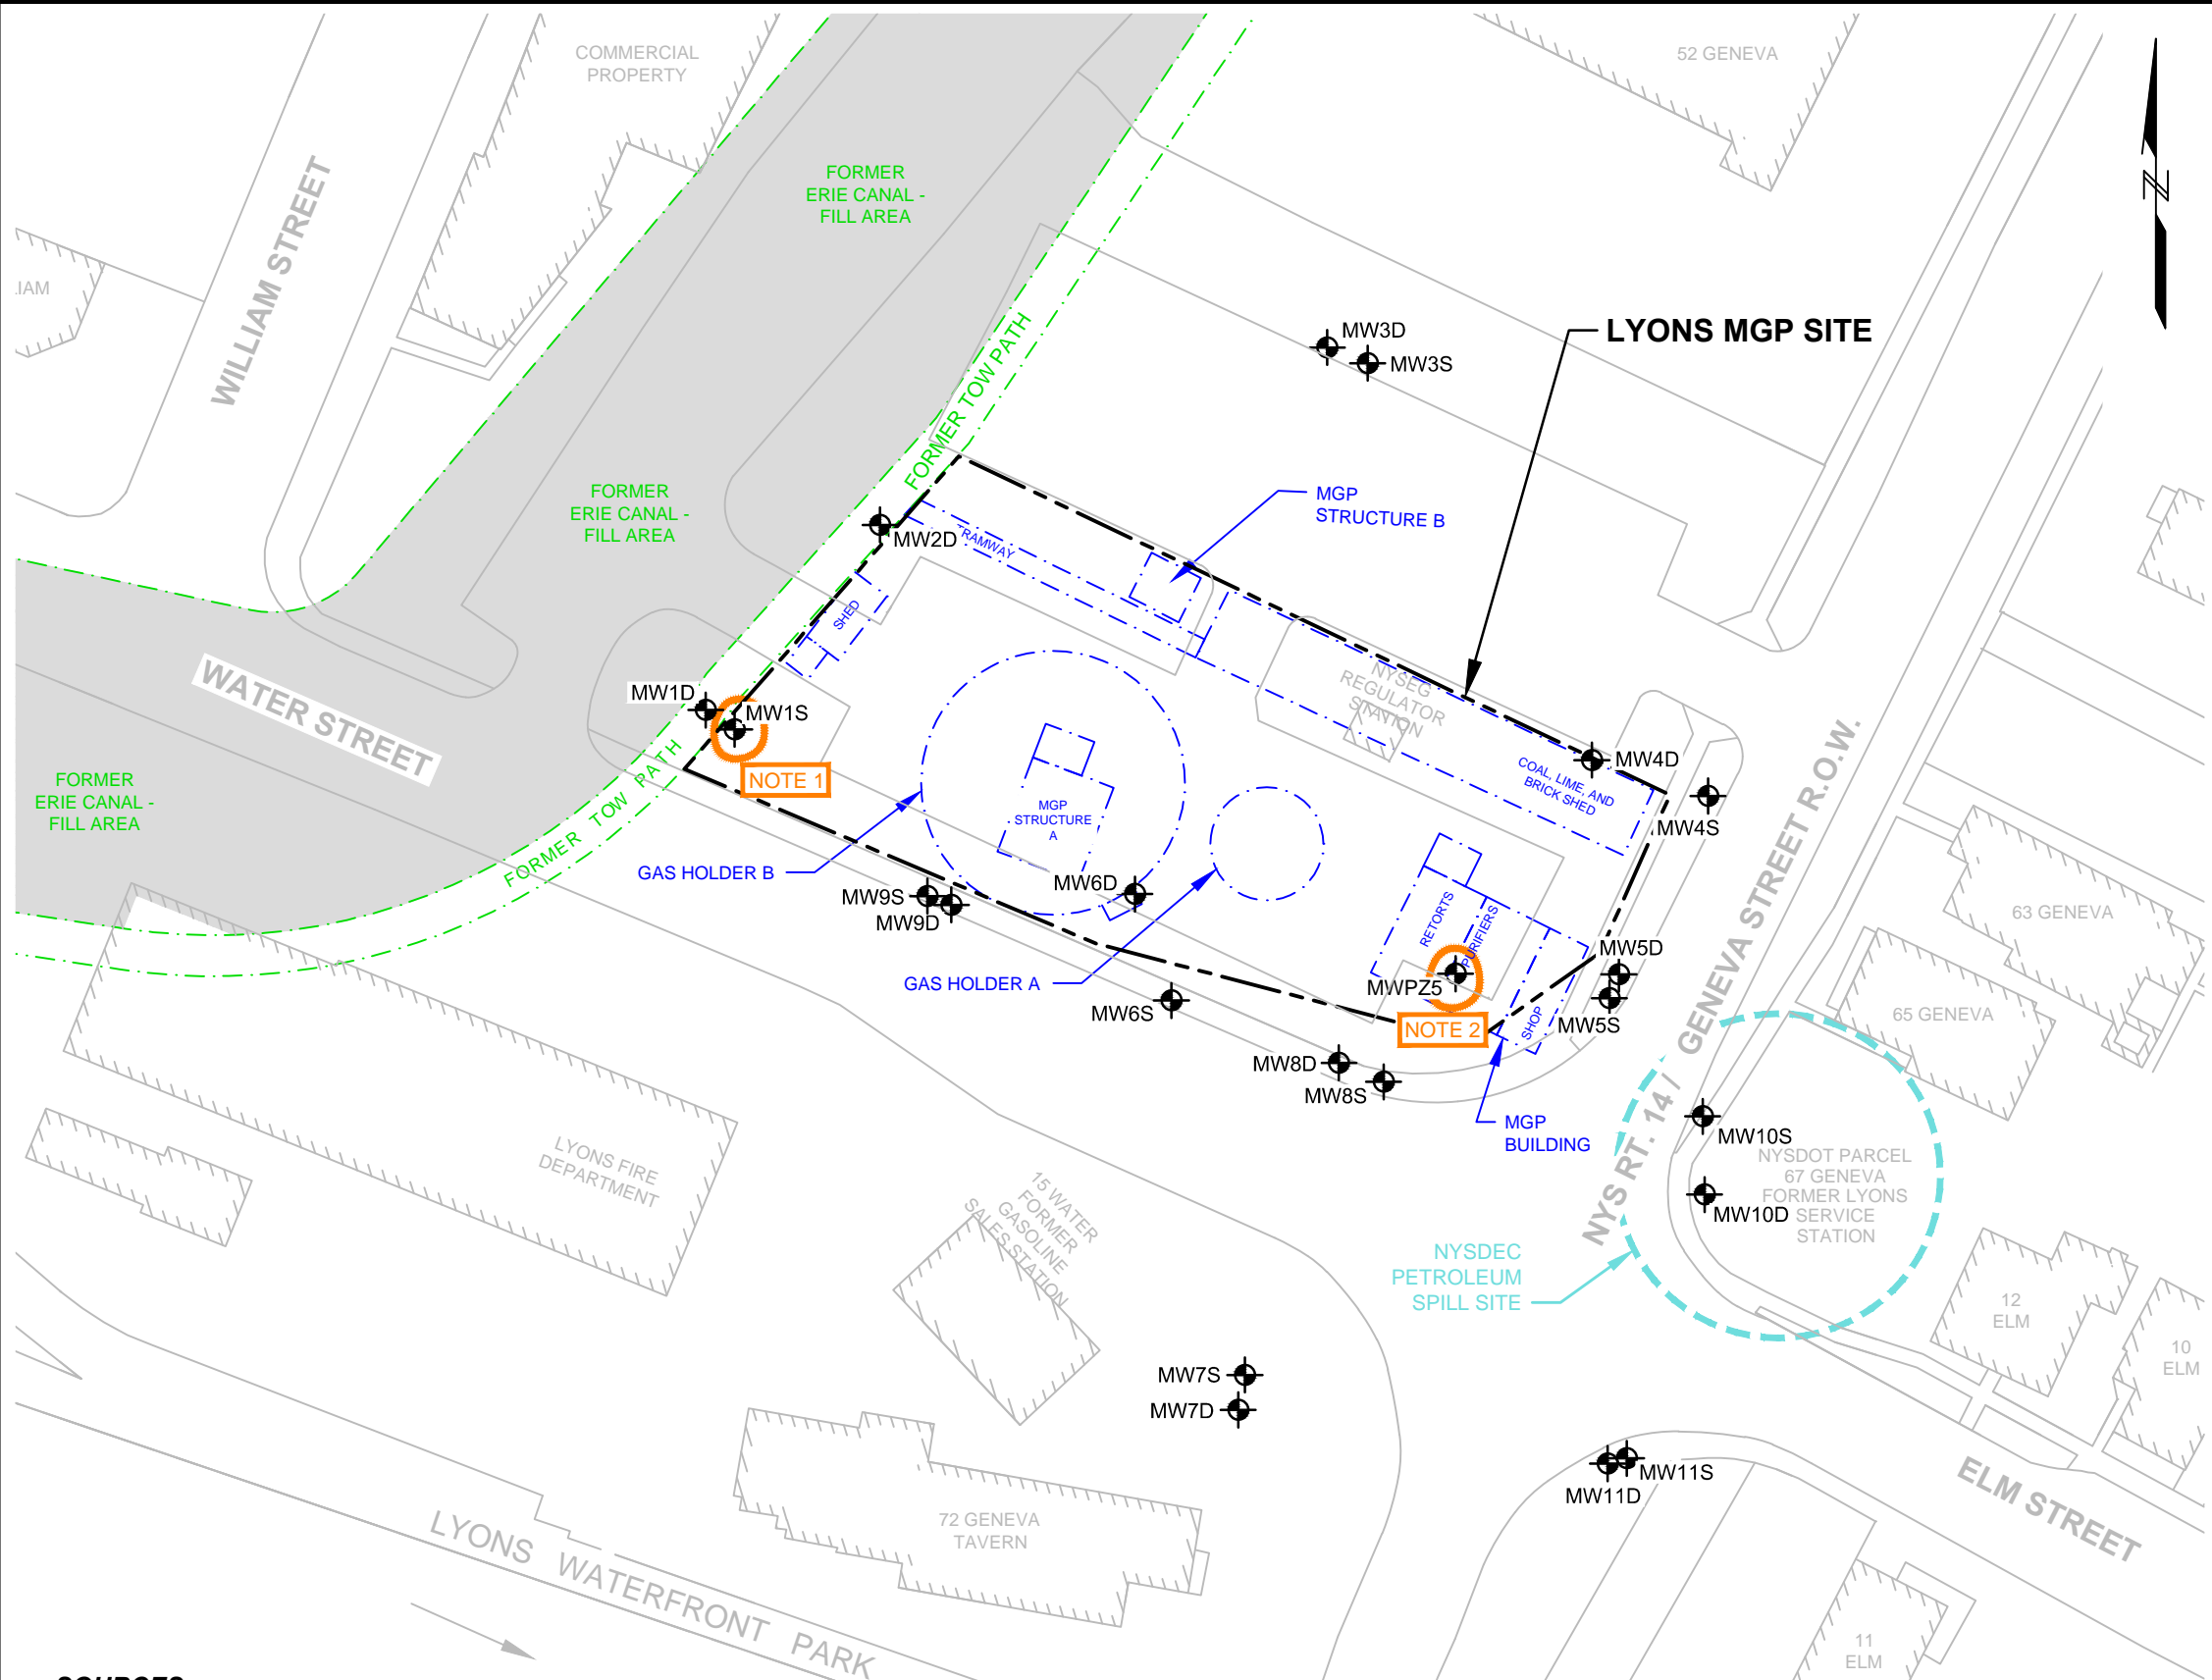 COMMERCIAL
PROPERTY
52 GENEVA
FORMER
ERIE CANAL -
FILL AREA
WILLIAM STREET
IAM
FORMER TOW PATH
MW3D
MW3S
LYONS MGP SITE
N
FORMER
ERIE CANAL -
FILL AREA
MGP
STRUCTURE B
MW2D
TRAMWAY
SHED
WATER STREET
MW1D
MW1S
NOTE 1
NYSEG
REGULATOR
STATION
MW4D
COAL, LIME, AND
BRICK SHED
MW4S
FORMER
ERIE CANAL -
FILL AREA
FORMER TOW PATH
MGP
STRUCTURE
A
GAS HOLDER B
MW9S
MW9D
MW6D
GAS HOLDER A
MW6S
RETORTS
PURIFIERS
MWPZ5
NOTE 2
SHOP
MW5D
MW5S
NYS RT. 14 / GENEVA STREET R.O.W.
63 GENEVA
65 GENEVA
MW8D
MW8S
MGP
BUILDING
MW10S
NYSDOT PARCEL
67 GENEVA
FORMER LYONS
SERVICE
STATION
MW10D
LYONS FIRE
DEPARTMENT
15 WATER
FORMER
GASOLINE
SALES STATION
NYSDEC
PETROLEUM
SPILL SITE
12
ELM
10
ELM
MW7S
MW7D
MW11S
MW11D
72 GENEVA
TAVERN
ELM STREET
LYONS WATERFRONT PARK
11
ELM
SOURCES